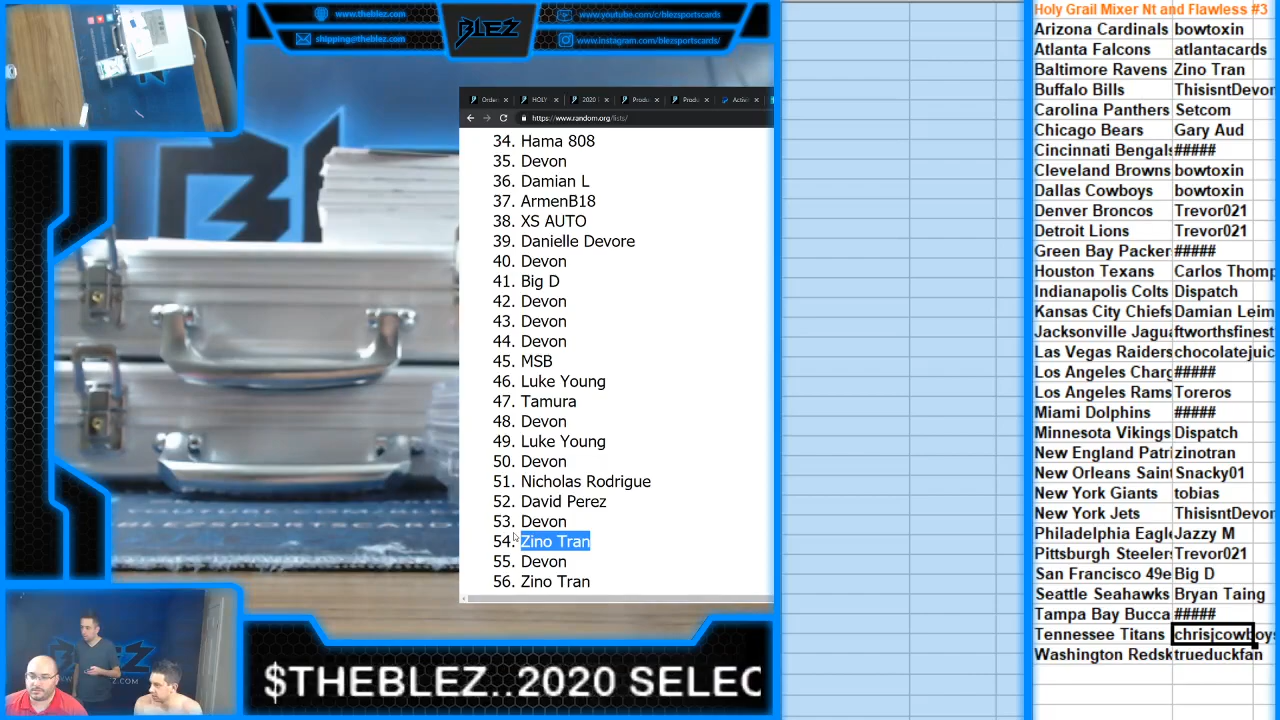 www.theblez.com
shipping@theblez.com
BLEZ
www.youtube.com/c/blezsportscards
www.instagram.com/blezsportscards/
Order
HOLY
2020
Produ
Produ
Activi
https://www.random.org/lists/
34. Hama 808
35. Devon
36. Damian L
37. ArmenB18
38. XS AUTO
39. Danielle Devore
40. Devon
41. Big D
42. Devon
43. Devon
44. Devon
45. MSB
46. Luke Young
47. Tamura
48. Devon
49. Luke Young
50. Devon
51. Nicholas Rodrigue
52. David Perez
53. Devon
54. Zino Tran
55. Devon
56. Zino Tran
$THEBLEZ..2020 SELEC
Holy Grail Mixer Nt and Flawless #3
Arizona Cardinals bowtoxin
Atlanta Falcons atlantacards
Baltimore Ravens Zino Tran
Buffalo Bills ThisisntDevor
Carolina Panthers Setcom
Chicago Bears Gary Aud
Cincinnati Bengals #####
Cleveland Browns bowtoxin
Dallas Cowboys bowtoxin
Denver Broncos Trevor021
Detroit Lions Trevor021
Green Bay Packer #####
Houston Texans Carlos Thomp
Indianapolis Colts Dispatch
Kansas City Chiefs Damian Leim
Jacksonville Jagua ftworthsfinest
Las Vegas Raiders chocolatejuic
Los Angeles Charg #####
Los Angeles Rams Toreros
Miami Dolphins #####
Minnesota Vikings Dispatch
New England Patri zinotran
New Orleans Saint Snacky01
New York Giants tobias
New York Jets ThisisntDevor
Philadelphia Eagle Jazzy M
Pittsburgh Steelers Trevor021
San Francisco 49e Big D
Seattle Seahawks Bryan Taing
Tampa Bay Bucca #####
Tennessee Titans chrisjcowboys
Washington Redsk trueduckfan